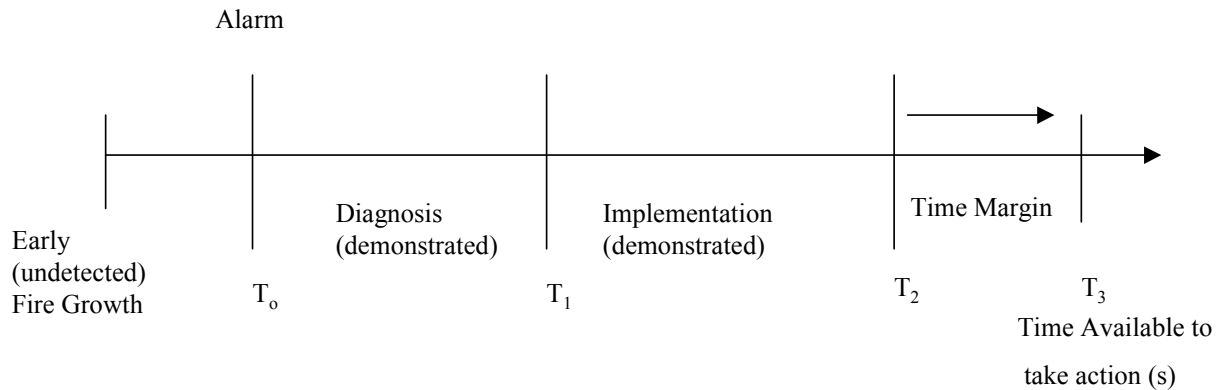 Alarm
Early
(undetected)
Fire Growth
Diagnosis
(demonstrated)
Implementation
(demonstrated)
Time Margin
Tₒ
T₁
T₂
T₃
Time Available to
take action (s)